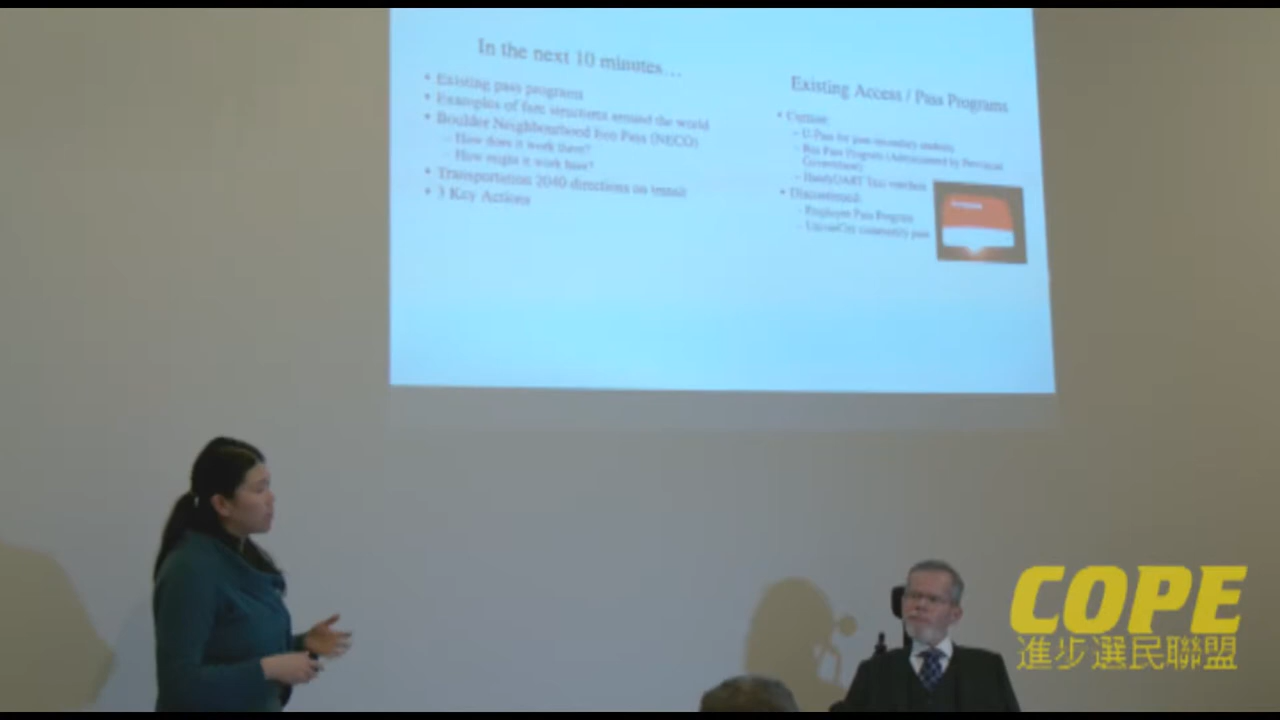 In the next 10 minutes…
• Existing pass programs
• Examples of fare structures around the world
• Boulder Neighbourhood Eco Pass (NECO)
– How does it work there?
– How might it work here?
• Transportation 2040 directions on transit
• 3 Key Actions
Existing Access / Pass Programs
• Current:
– U-Pass for post-secondary students
– Bus Pass Program (Administered by Provincial
Government)
– HandyDART Taxi
• Discontinued:
– Employer Pass Program
– community pass
COPE
進步選民聯盟